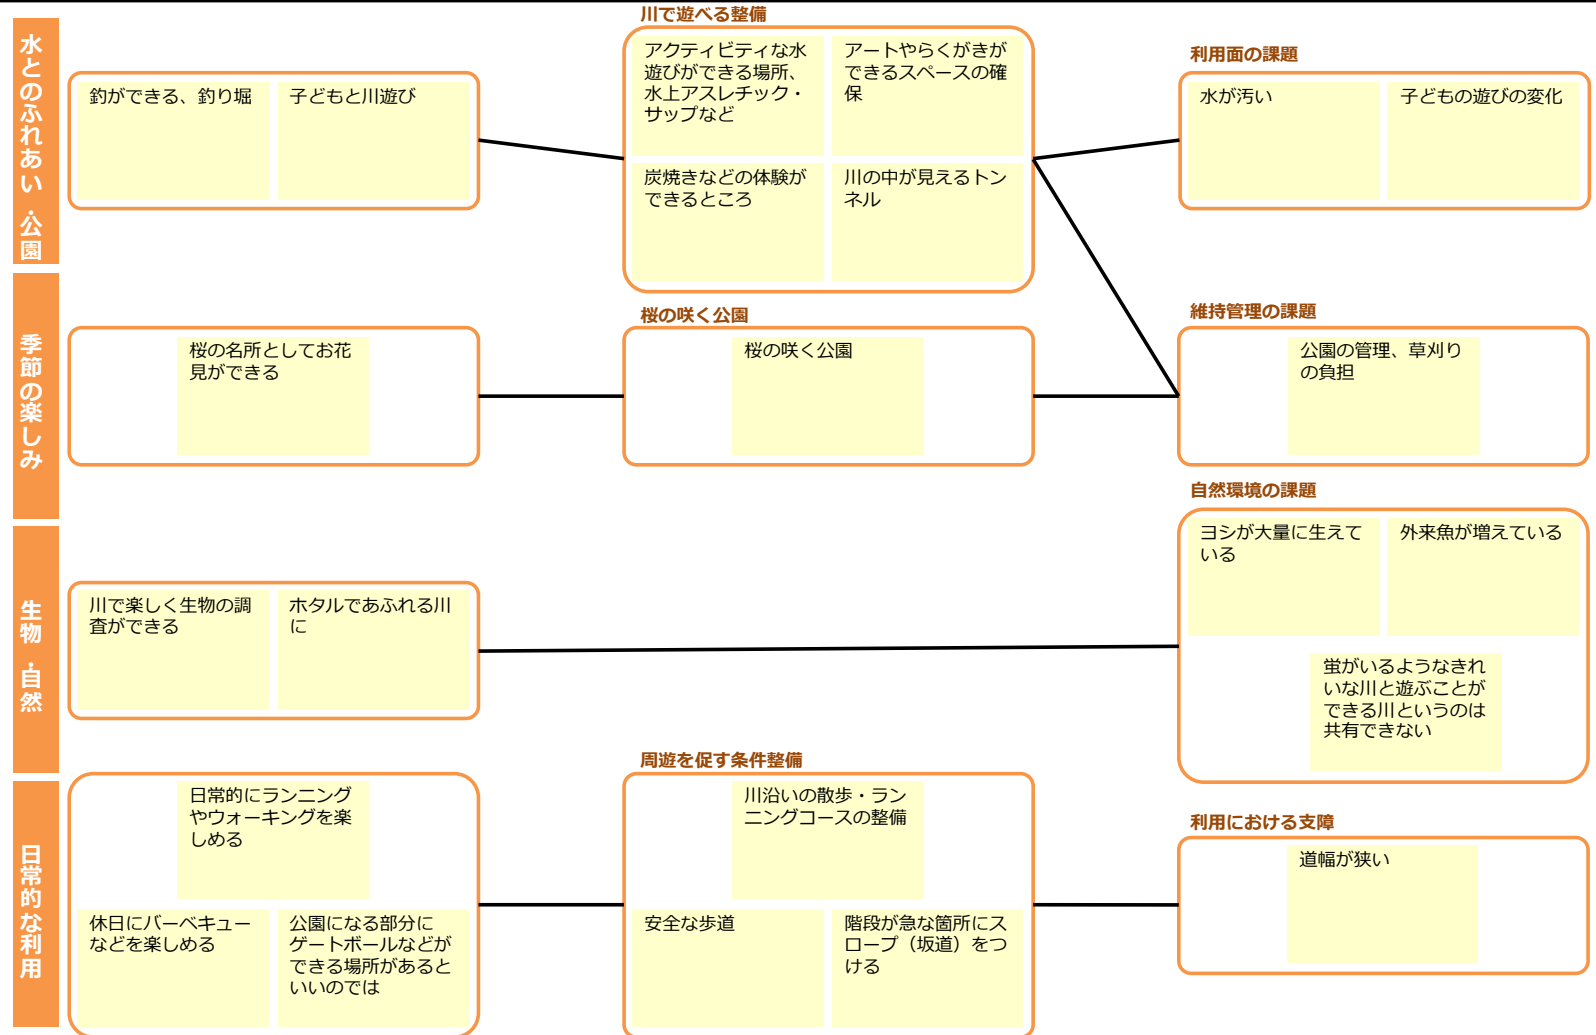 水とのふれあい・公園
釣ができる、釣り堀
子どもと川遊び
川で遊べる整備
アクティビティな水
遊びができる場所、
水上アスレチック・
サップなど
アートやらくがきが
できるスペースの確
保
炭焼きなどの体験が
できるところ
川の中が見えるトン
ネル
利用面の課題
水が汚い
子どもの遊びの変化
季節の楽しみ
桜の名所としてお花
見ができる
桜の咲く公園
桜の咲く公園
維持管理の課題
公園の管理、草刈り
の負担
生物・自然
川で楽しく生物の調
査ができる
ホタルであふれる川
に
自然環境の課題
ヨシが大量に生えて
いる
外来魚が増えている
蛍がいるようなきれ
いな川と遊ぶことが
できる川というのは
共有できない
日常的な利用
日常的にランニング
やウォーキングを楽
しめる
休日にバーベキュー
などを楽しめる
公園になる部分に
ゲートボールなどが
できる場所があると
いいのでは
周遊を促す条件整備
川沿いの散歩・ラン
ニングコースの整備
安全な歩道
階段が急な箇所にス
ロープ（坂道）をつ
ける
利用における支障
道幅が狭い